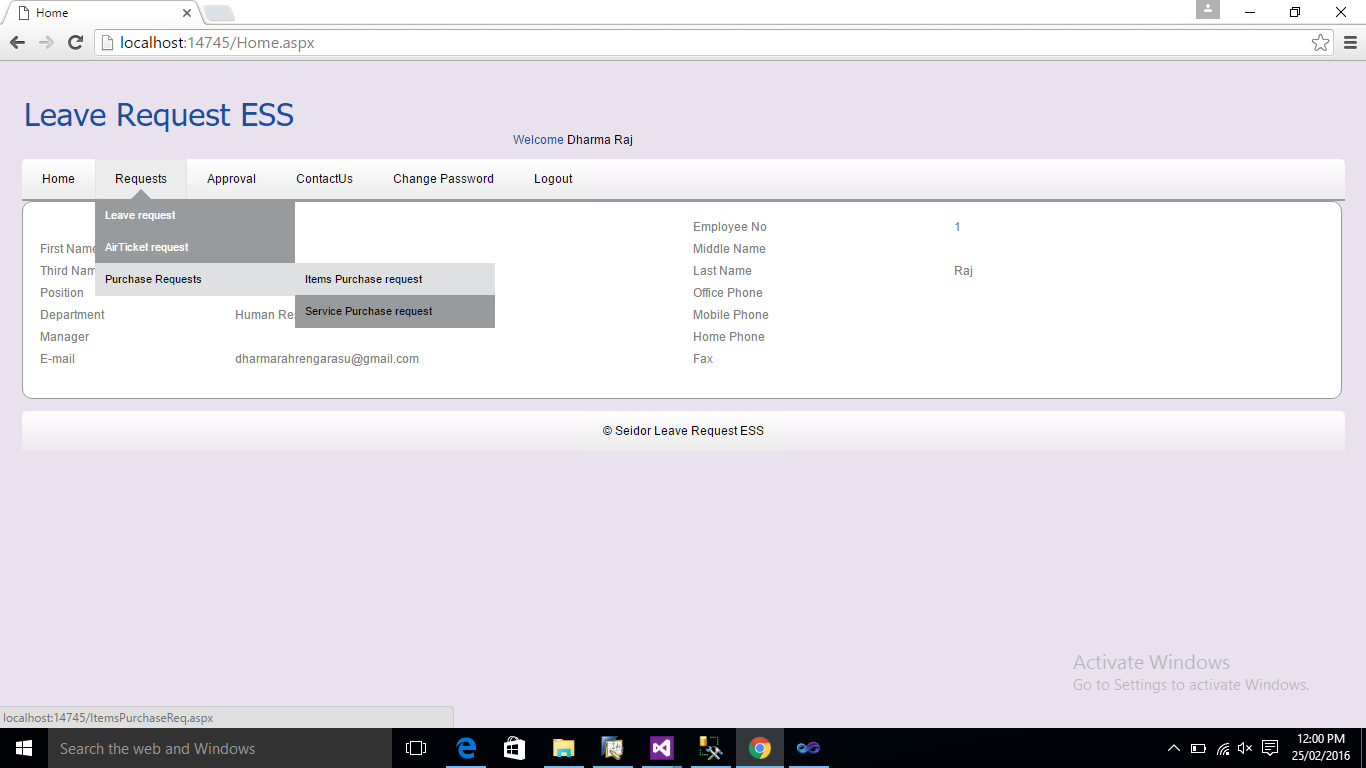 Home
localhost:14745/Home.aspx
Leave Request ESS
Welcome Dharma Raj
Home Requests Approval ContactUs Change Password Logout
Leave request
AirTicket request
Purchase Requests
Items Purchase request
Service Purchase request
Employee No 1
First Name Middle Name
Third Nam Last Name Raj
Position Office Phone
Department Human Res Mobile Phone
Manager Home Phone
E-mail dharmarahrengarasu@gmail.com Fax
© Seidor Leave Request ESS
Activate Windows
Go to Settings to activate Windows.
localhost:14745/ItemsPurchaseReq.aspx
Search the web and Windows
12:00 PM
25/02/2016